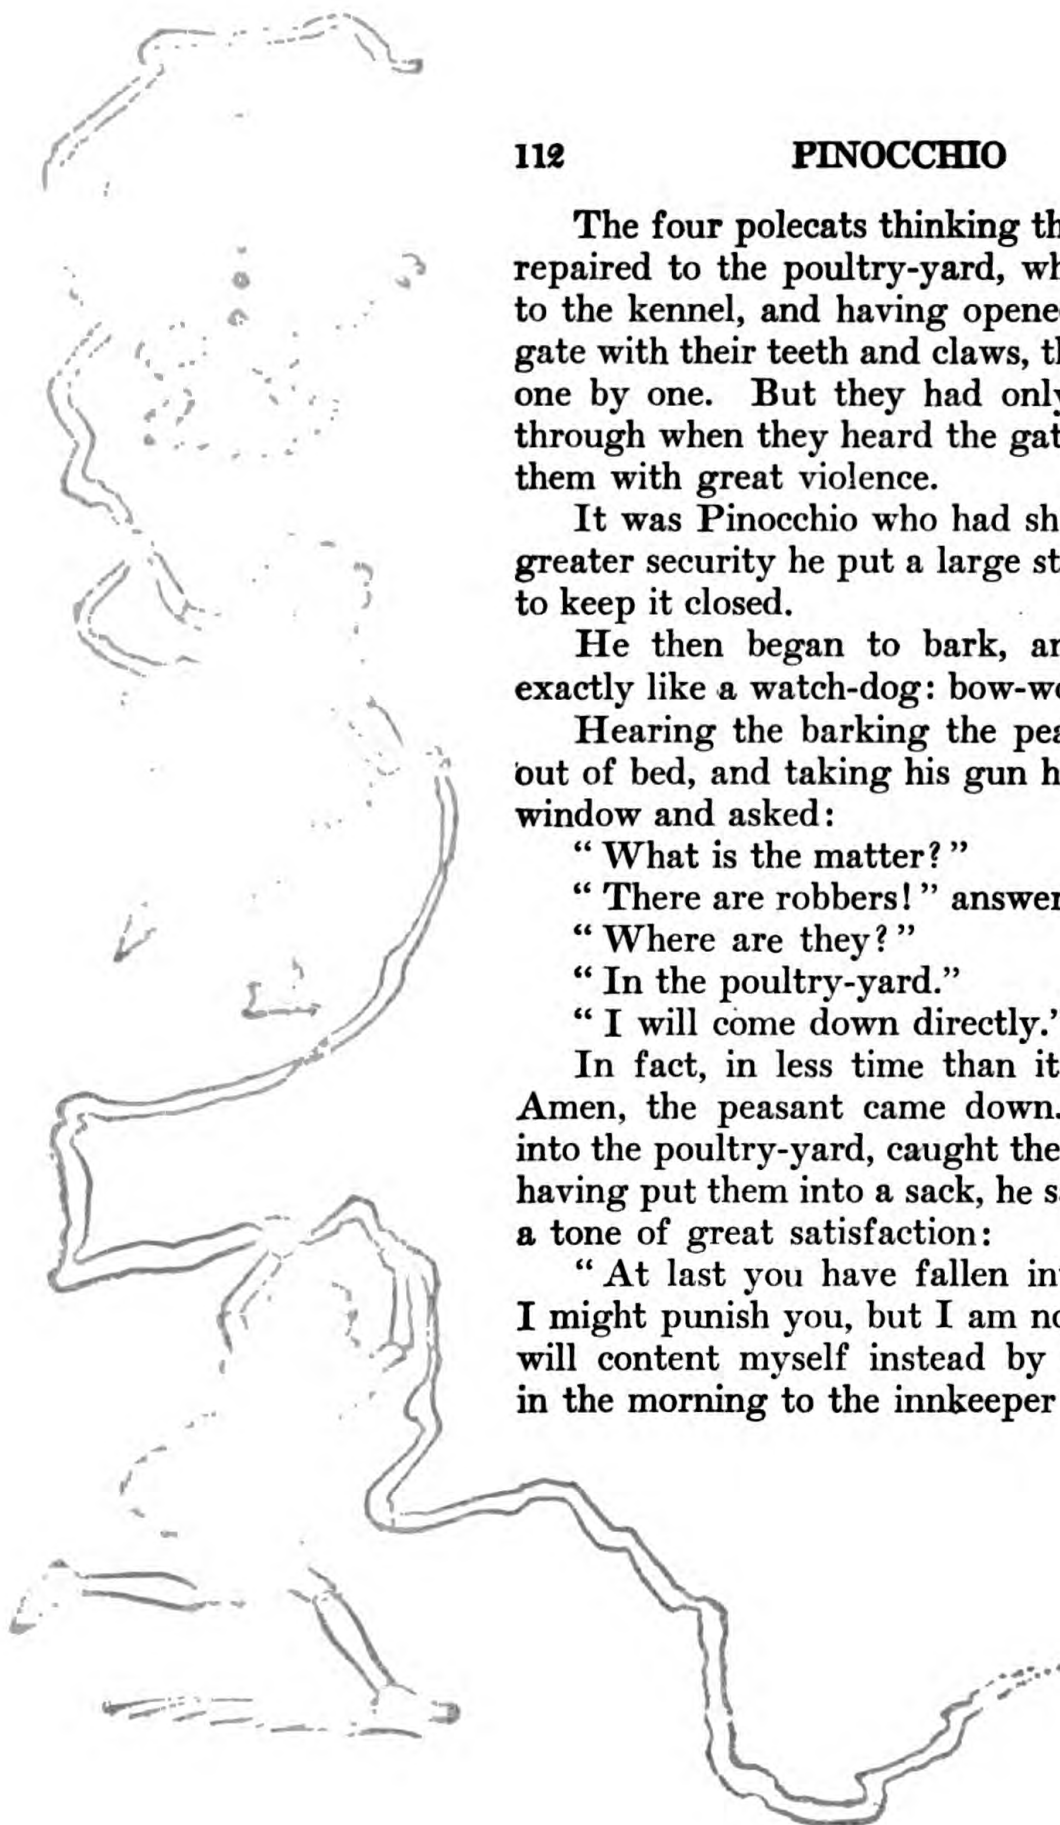 112 PINOCCHIO
The four polecats thinking th
repaired to the poultry-yard, wh
to the kennel, and having opene
gate with their teeth and claws, th
one by one. But they had only
through when they heard the gat
them with great violence.
It was Pinocchio who had sh
greater security he put a large st
to keep it closed.
He then began to bark, an
exactly like a watch-dog: bow-wo
Hearing the barking the pea
out of bed, and taking his gun h
window and asked:
“ What is the matter? ”
“ There are robbers! ” answer
“ Where are they? ”
“ In the poultry-yard.”
“ I will come down directly.'
In fact, in less time than it
Amen, the peasant came down.
into the poultry-yard, caught the
having put them into a sack, he s
a tone of great satisfaction:
“ At last you have fallen in
I might punish you, but I am no
will content myself instead by
in the morning to the innkeeper